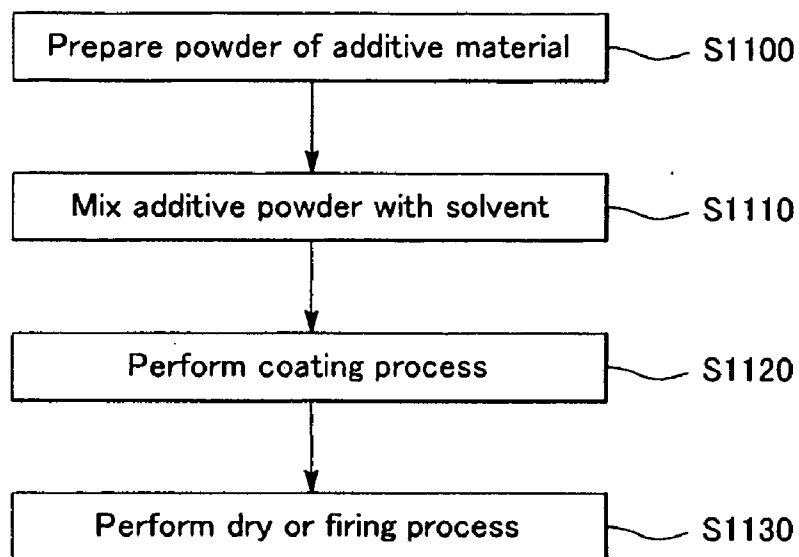 Prepare powder of additive material S1100
Mix additive powder with solvent S1110
Perform coating process S1120
Perform dry or firing process S1130